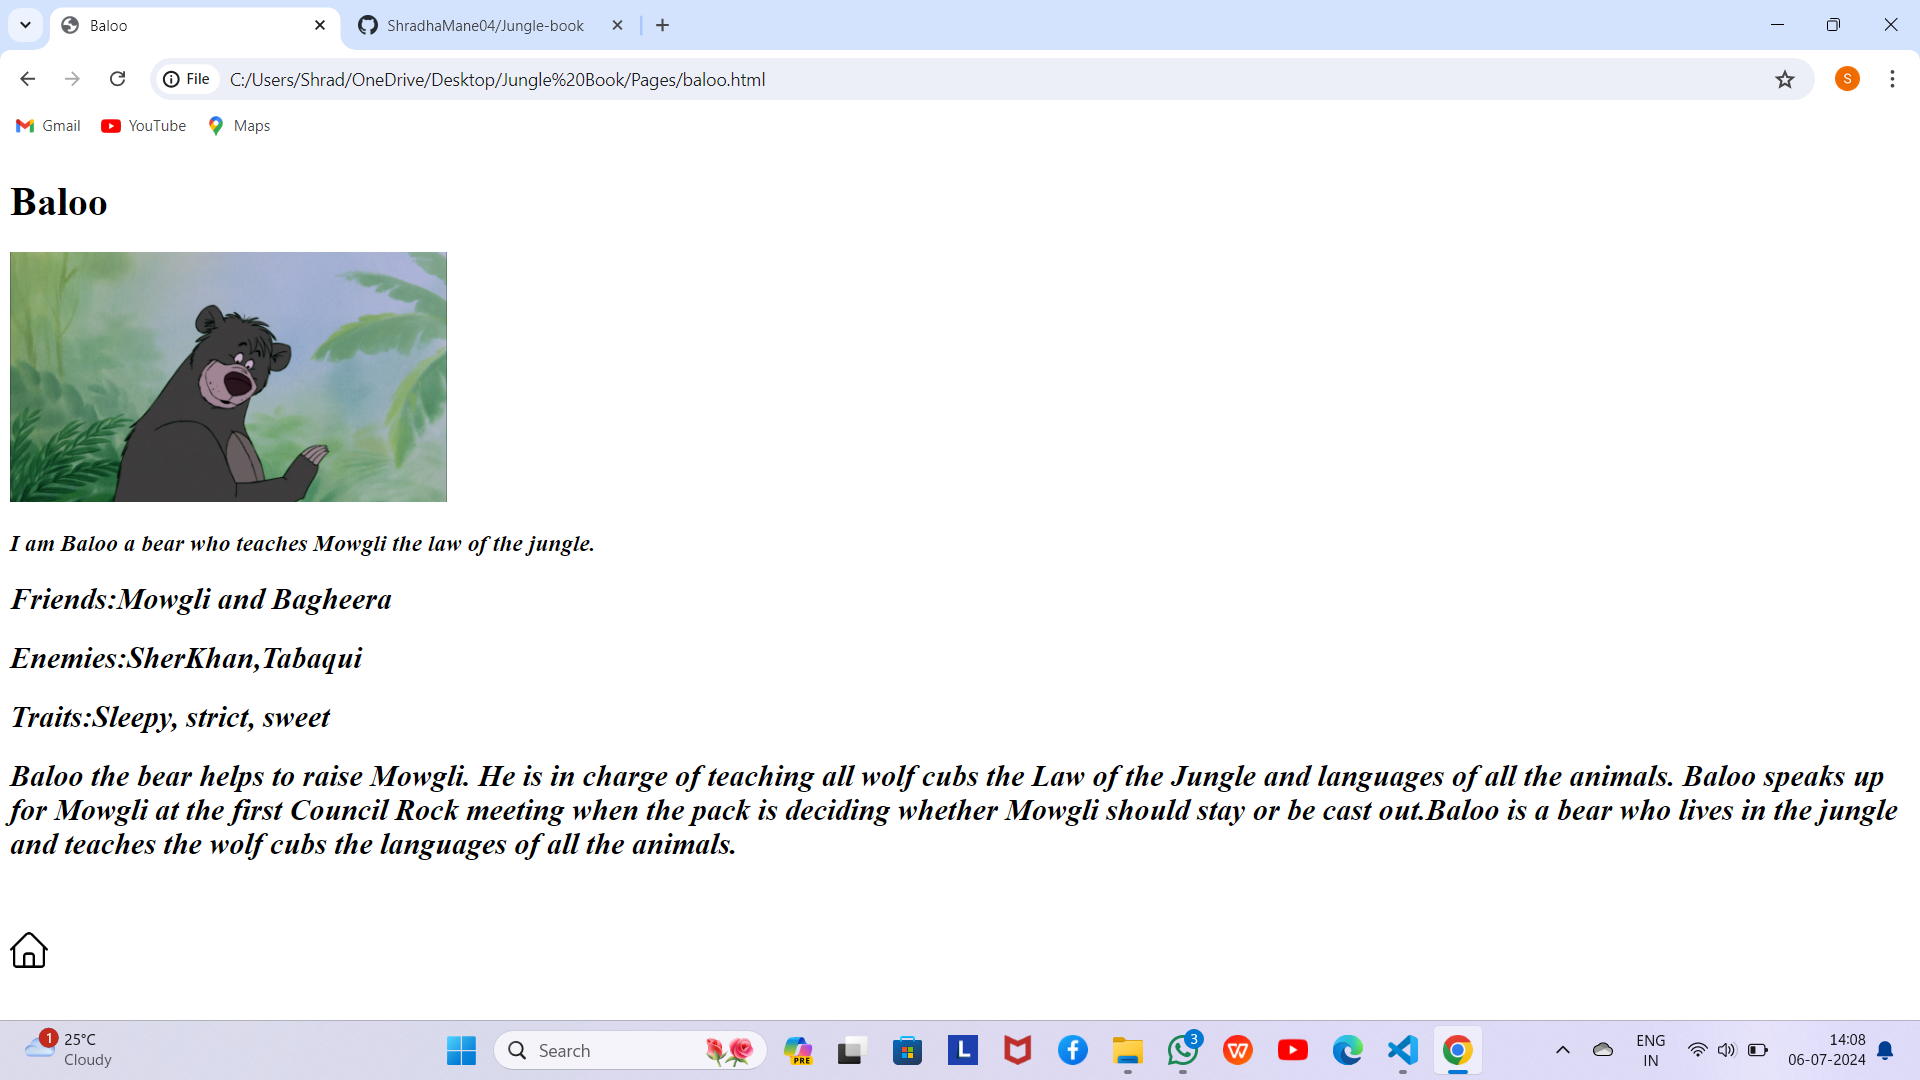 Baloo
ShradhaMane04/Jungle-book
File
C:/Users/Shrad/OneDrive/Desktop/Jungle%20Book/Pages/baloo.html
S
Gmail
YouTube
Maps
Baloo
I am Baloo a bear who teaches Mowgli the law of the jungle.
Friends:Mowgli and Bagheera
Enemies:SherKhan,Tabaqui
Traits:Sleepy, strict, sweet
Baloo the bear helps to raise Mowgli. He is in charge of teaching all wolf cubs the Law of the Jungle and languages of all the animals. Baloo speaks up
for Mowgli at the first Council Rock meeting when the pack is deciding whether Mowgli should stay or be cast out.Baloo is a bear who lives in the jungle
and teaches the wolf cubs the languages of all the animals.
1
25°C
Cloudy
Search
PRE
L
3
W
ENG
IN
14:08
06-07-2024